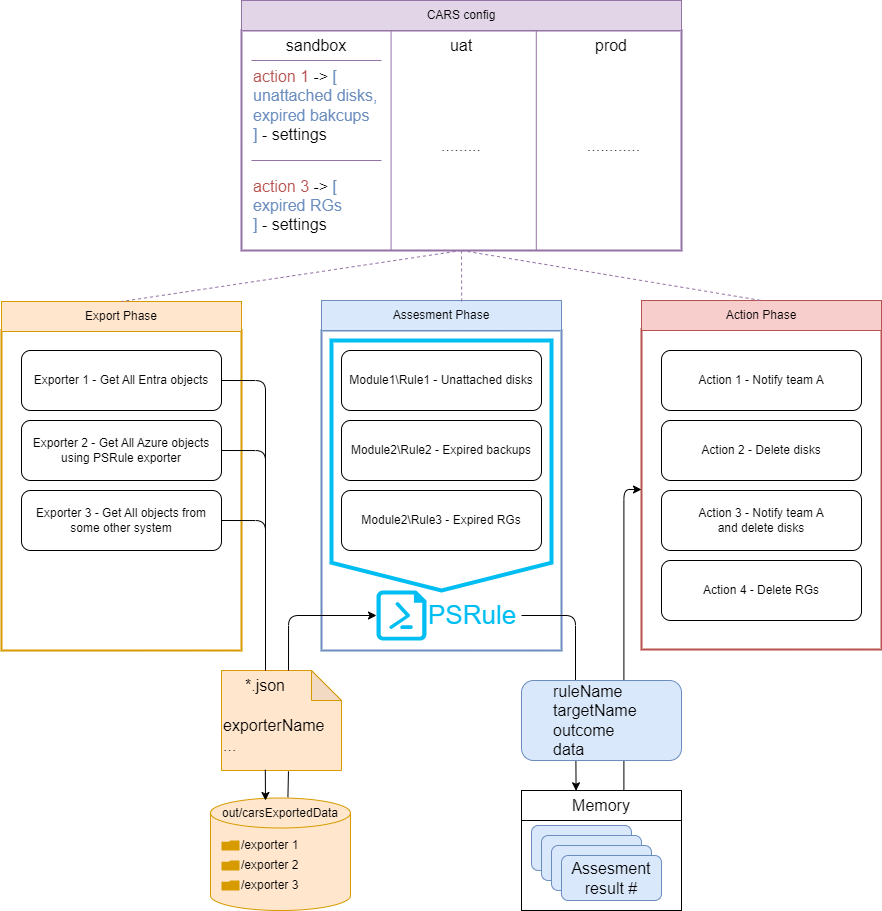 CARS config
sandbox
uat
prod
action 1 -> [
unattached disks,
expired bakcups
] - settings
action 3 -> [
expired RGs
] - settings
.........
............
Export Phase
Exporter 1 - Get All Entra objects
Exporter 2 - Get All Azure objects
using PSRule exporter
Exporter 3 - Get All objects from
some other system
Assesment Phase
Module1\Rule1 - Unattached disks
Module2\Rule2 - Expired backups
Module2\Rule3 - Expired RGs
PSRule
Action Phase
Action 1 - Notify team A
Action 2 - Delete disks
Action 3 - Notify team A
and delete disks
Action 4 - Delete RGs
*.json
exporterName
...
out/carsExportedData
/exporter 1
/exporter 2
/exporter 3
ruleName
targetName
outcome
data
Memory
Assesment
result #